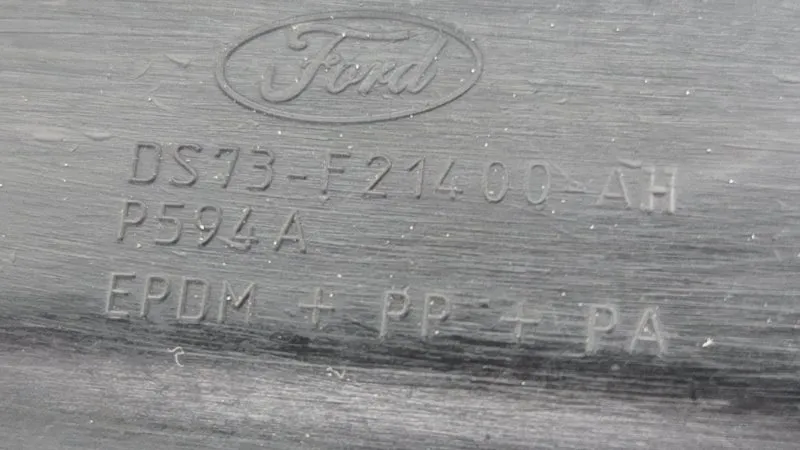 Ford
DS73-F21400-AH
P594A
EPDM + PP + PA